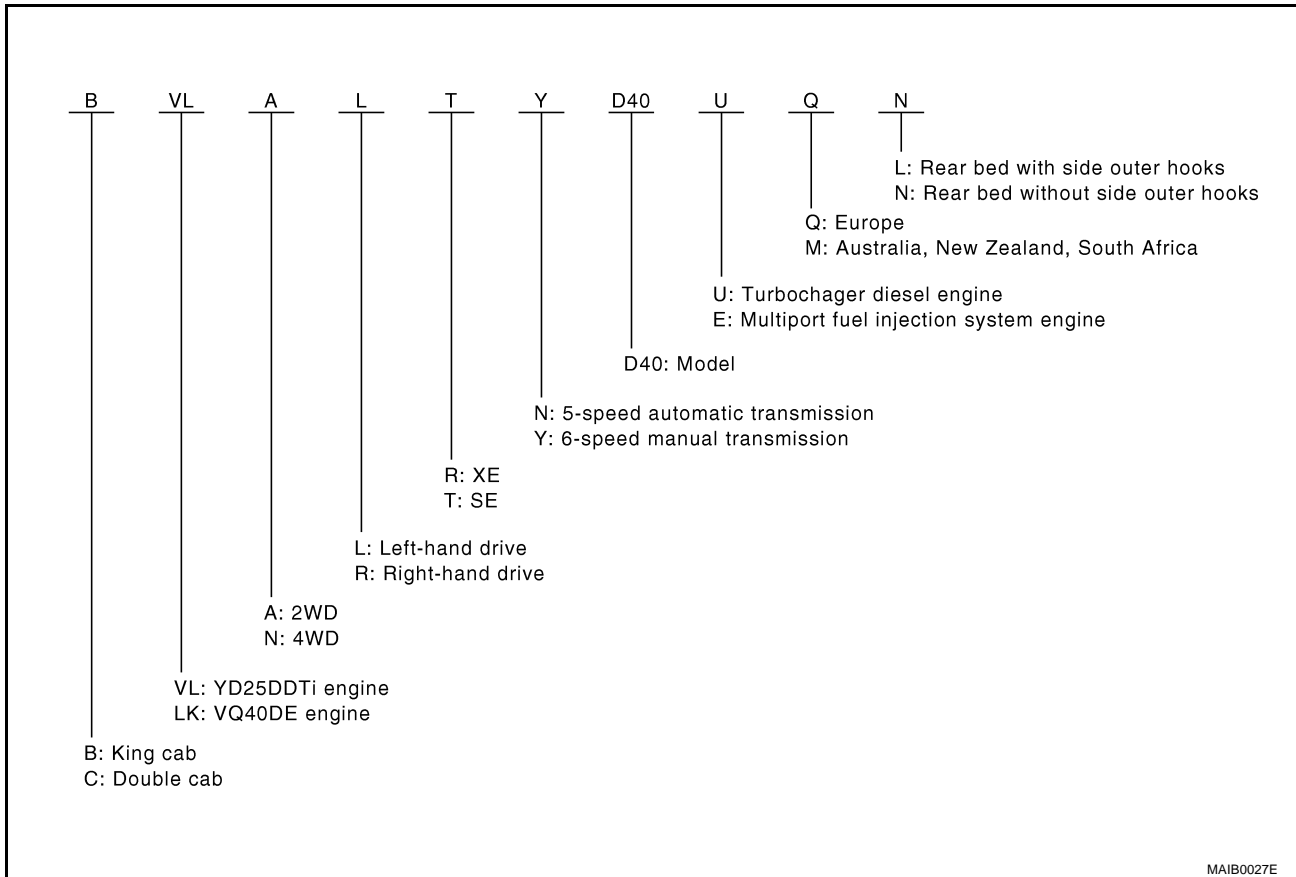 B VL A L T Y D40 U Q N
L: Rear bed with side outer hooks
N: Rear bed without side outer hooks
Q: Europe
M: Australia, New Zealand, South Africa
U: Turbochager diesel engine
E: Multiport fuel injection system engine
D40: Model
N: 5-speed automatic transmission
Y: 6-speed manual transmission
R: XE
T: SE
L: Left-hand drive
R: Right-hand drive
A: 2WD
N: 4WD
VL: YD25DDTi engine
LK: VQ40DE engine
B: King cab
C: Double cab
MAIB0027E